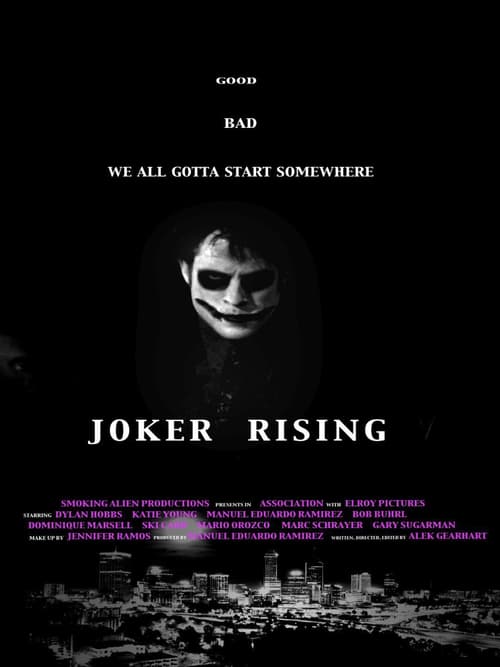 GOOD
BAD
WE ALL GOTTA START SOMEWHERE
JOKER RISING
SMOKING ALIEN PRODUCTIONS PRESENTS IN ASSOCIATION WITH ELROY PICTURES
STARRING DYLAN HOBBS KATIE YOUNG MANUEL EDUARDO RAMIREZ BOB BUHRL
DOMINIQUE MARSELL SKI MARIO OROZCO MARC SCHRAYER GARY SUGARMAN
MAKE UP BY JENNIFER RAMOS PRODUCED BY MANUEL EDUARDO RAMIREZ WRITTEN, DIRECTED, EDITED BY ALEK GEARHART